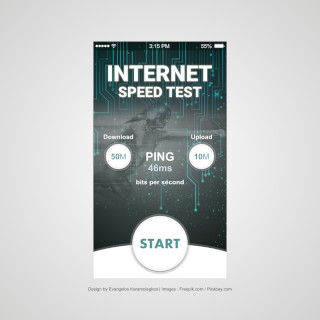 3:15 PM
55%
INTERNET
SPEED TEST
Download
Upload
50M
10M
PING
46ms
bits per second
START
Design by Evangelos Karamalegkos | Images : Freepik.com / Pixabay.com